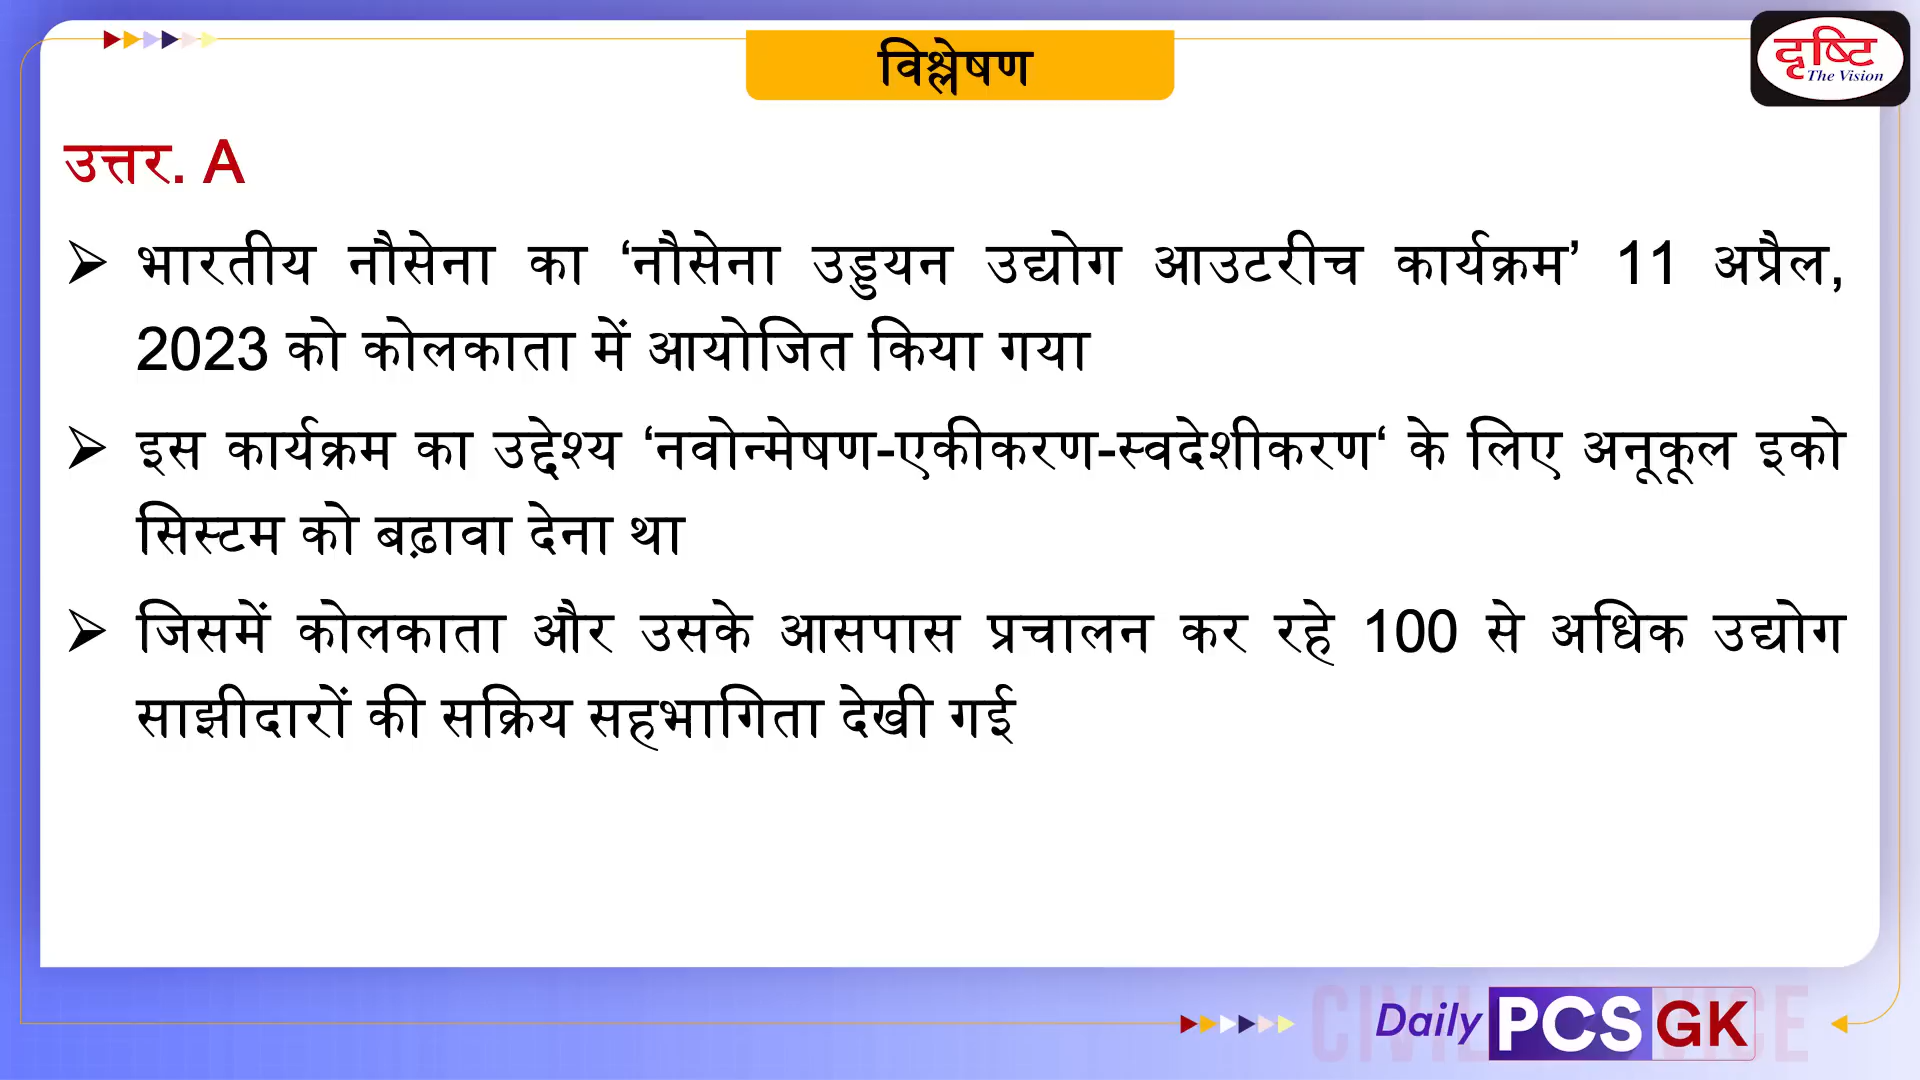 विश्लेषण
दृष्टि
The Vision
उत्तर. A
➢ भारतीय नौसेना का ‘नौसेना उड्डयन उद्योग आउटरीच कार्यक्रम’ 11 अप्रैल,
2023 को कोलकाता में आयोजित किया गया
➢ इस कार्यक्रम का उद्देश्य ‘नवोन्मेषण-एकीकरण-स्वदेशीकरण‘ के लिए अनूकूल इको
सिस्टम को बढ़ावा देना था
➢ जिसमें कोलकाता और उसके आसपास प्रचालन कर रहे 100 से अधिक उद्योग
साझीदारों की सक्रिय सहभागिता देखी गई
Daily PCS GK